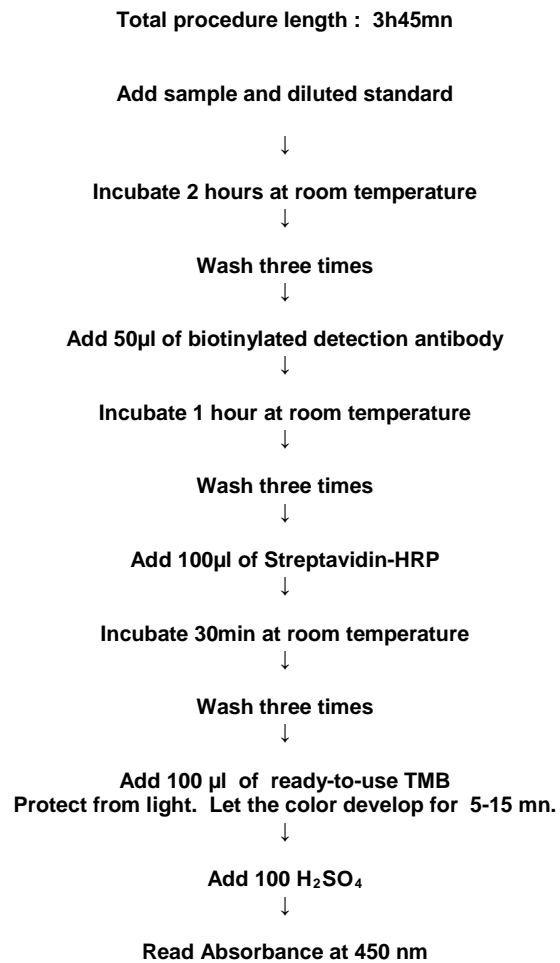 Total procedure length : 3h45mn
Add sample and diluted standard
↓
Incubate 2 hours at room temperature
↓
Wash three times
↓
Add 50µl of biotinylated detection antibody
↓
Incubate 1 hour at room temperature
↓
Wash three times
↓
Add 100µl of Streptavidin-HRP
↓
Incubate 30min at room temperature
↓
Wash three times
↓
Add 100 µl of ready-to-use TMB
Protect from light. Let the color develop for 5-15 mn.
↓
Add 100 H₂SO₄
↓
Read Absorbance at 450 nm